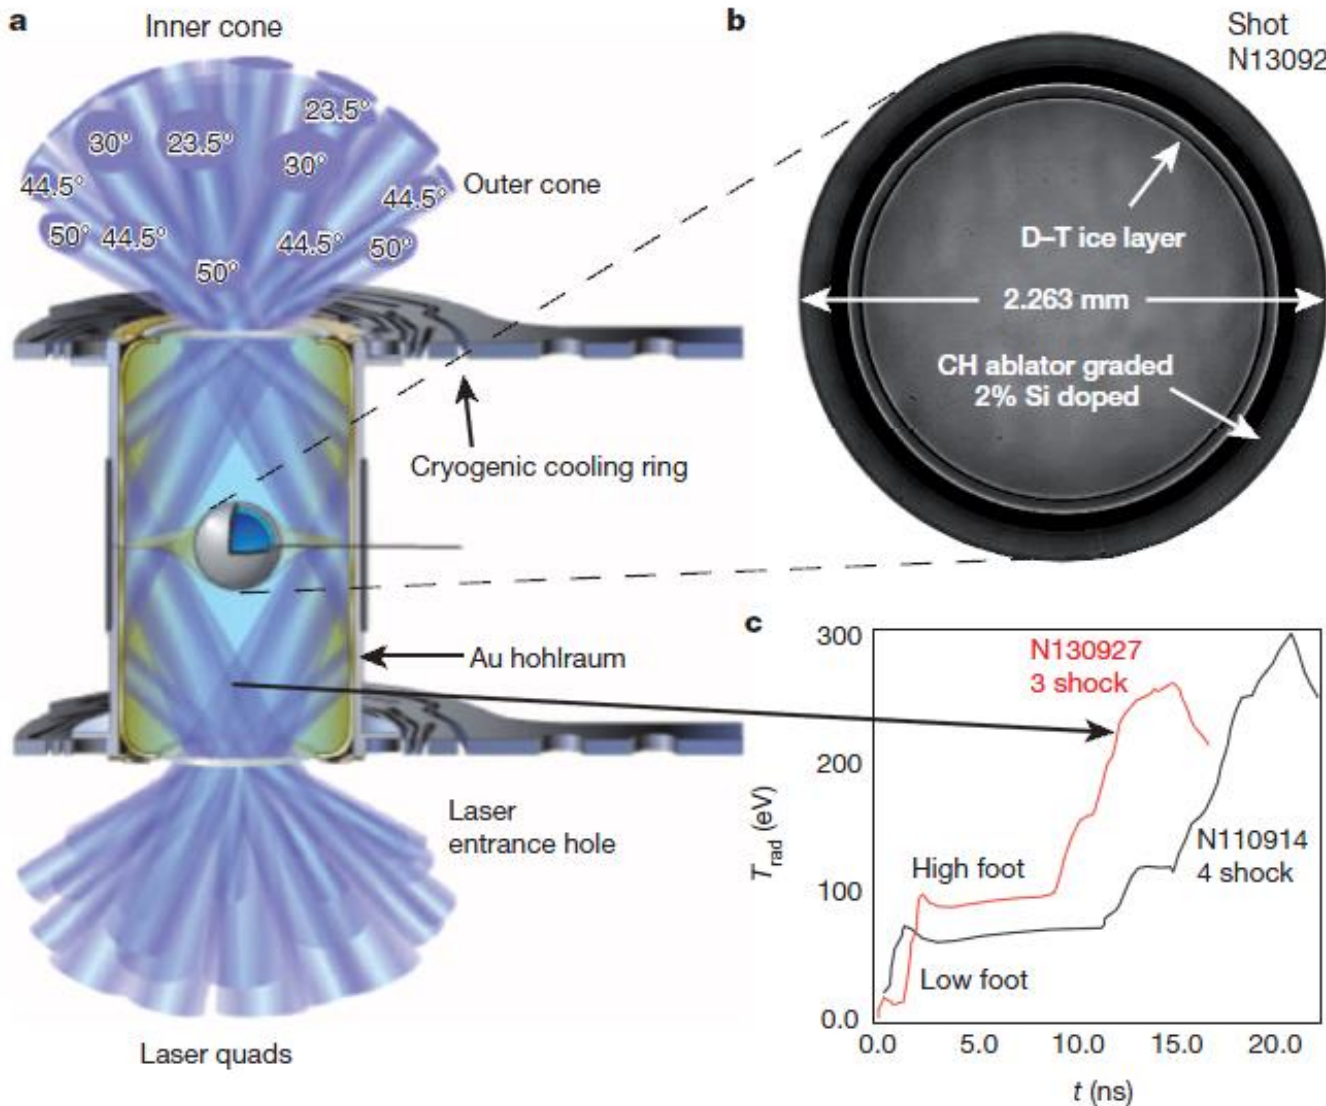 a
Inner cone
23.5°
30°
23.5°
30°
44.5°
44.5°
Outer cone
50°
44.5°
44.5°
50°
50°
Cryogenic cooling ring
Au hohlraum
Laser
entrance hole
Laser quads
b
Shot
N13092
D–T ice layer
2.263 mm
CH ablator graded
2% Si doped
c
300
200
100
0.0
T rad (eV)
N130927
3 shock
High foot
Low foot
N110914
4 shock
0.0
5.0
10.0
15.0
20.0
t (ns)